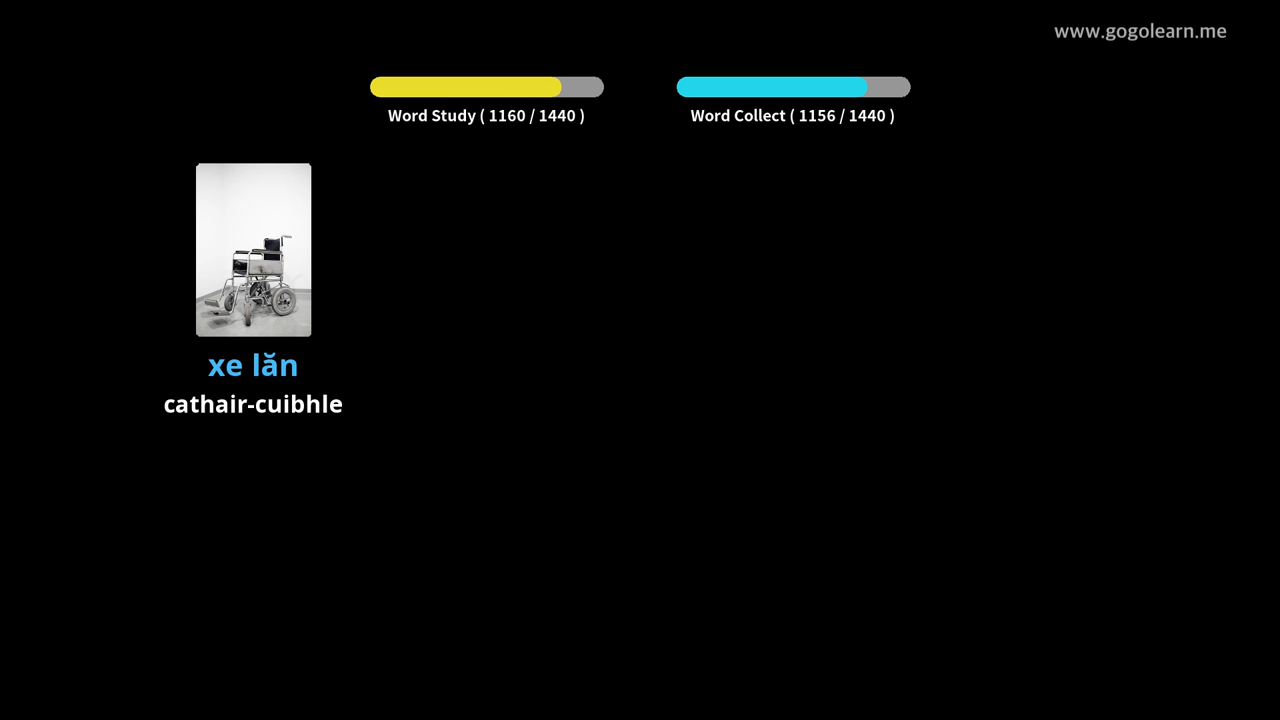 www.gogolearn.me
Word Study ( 1160 / 1440 )
Word Collect ( 1156 / 1440 )
xe lăn
cathair-cuibhle